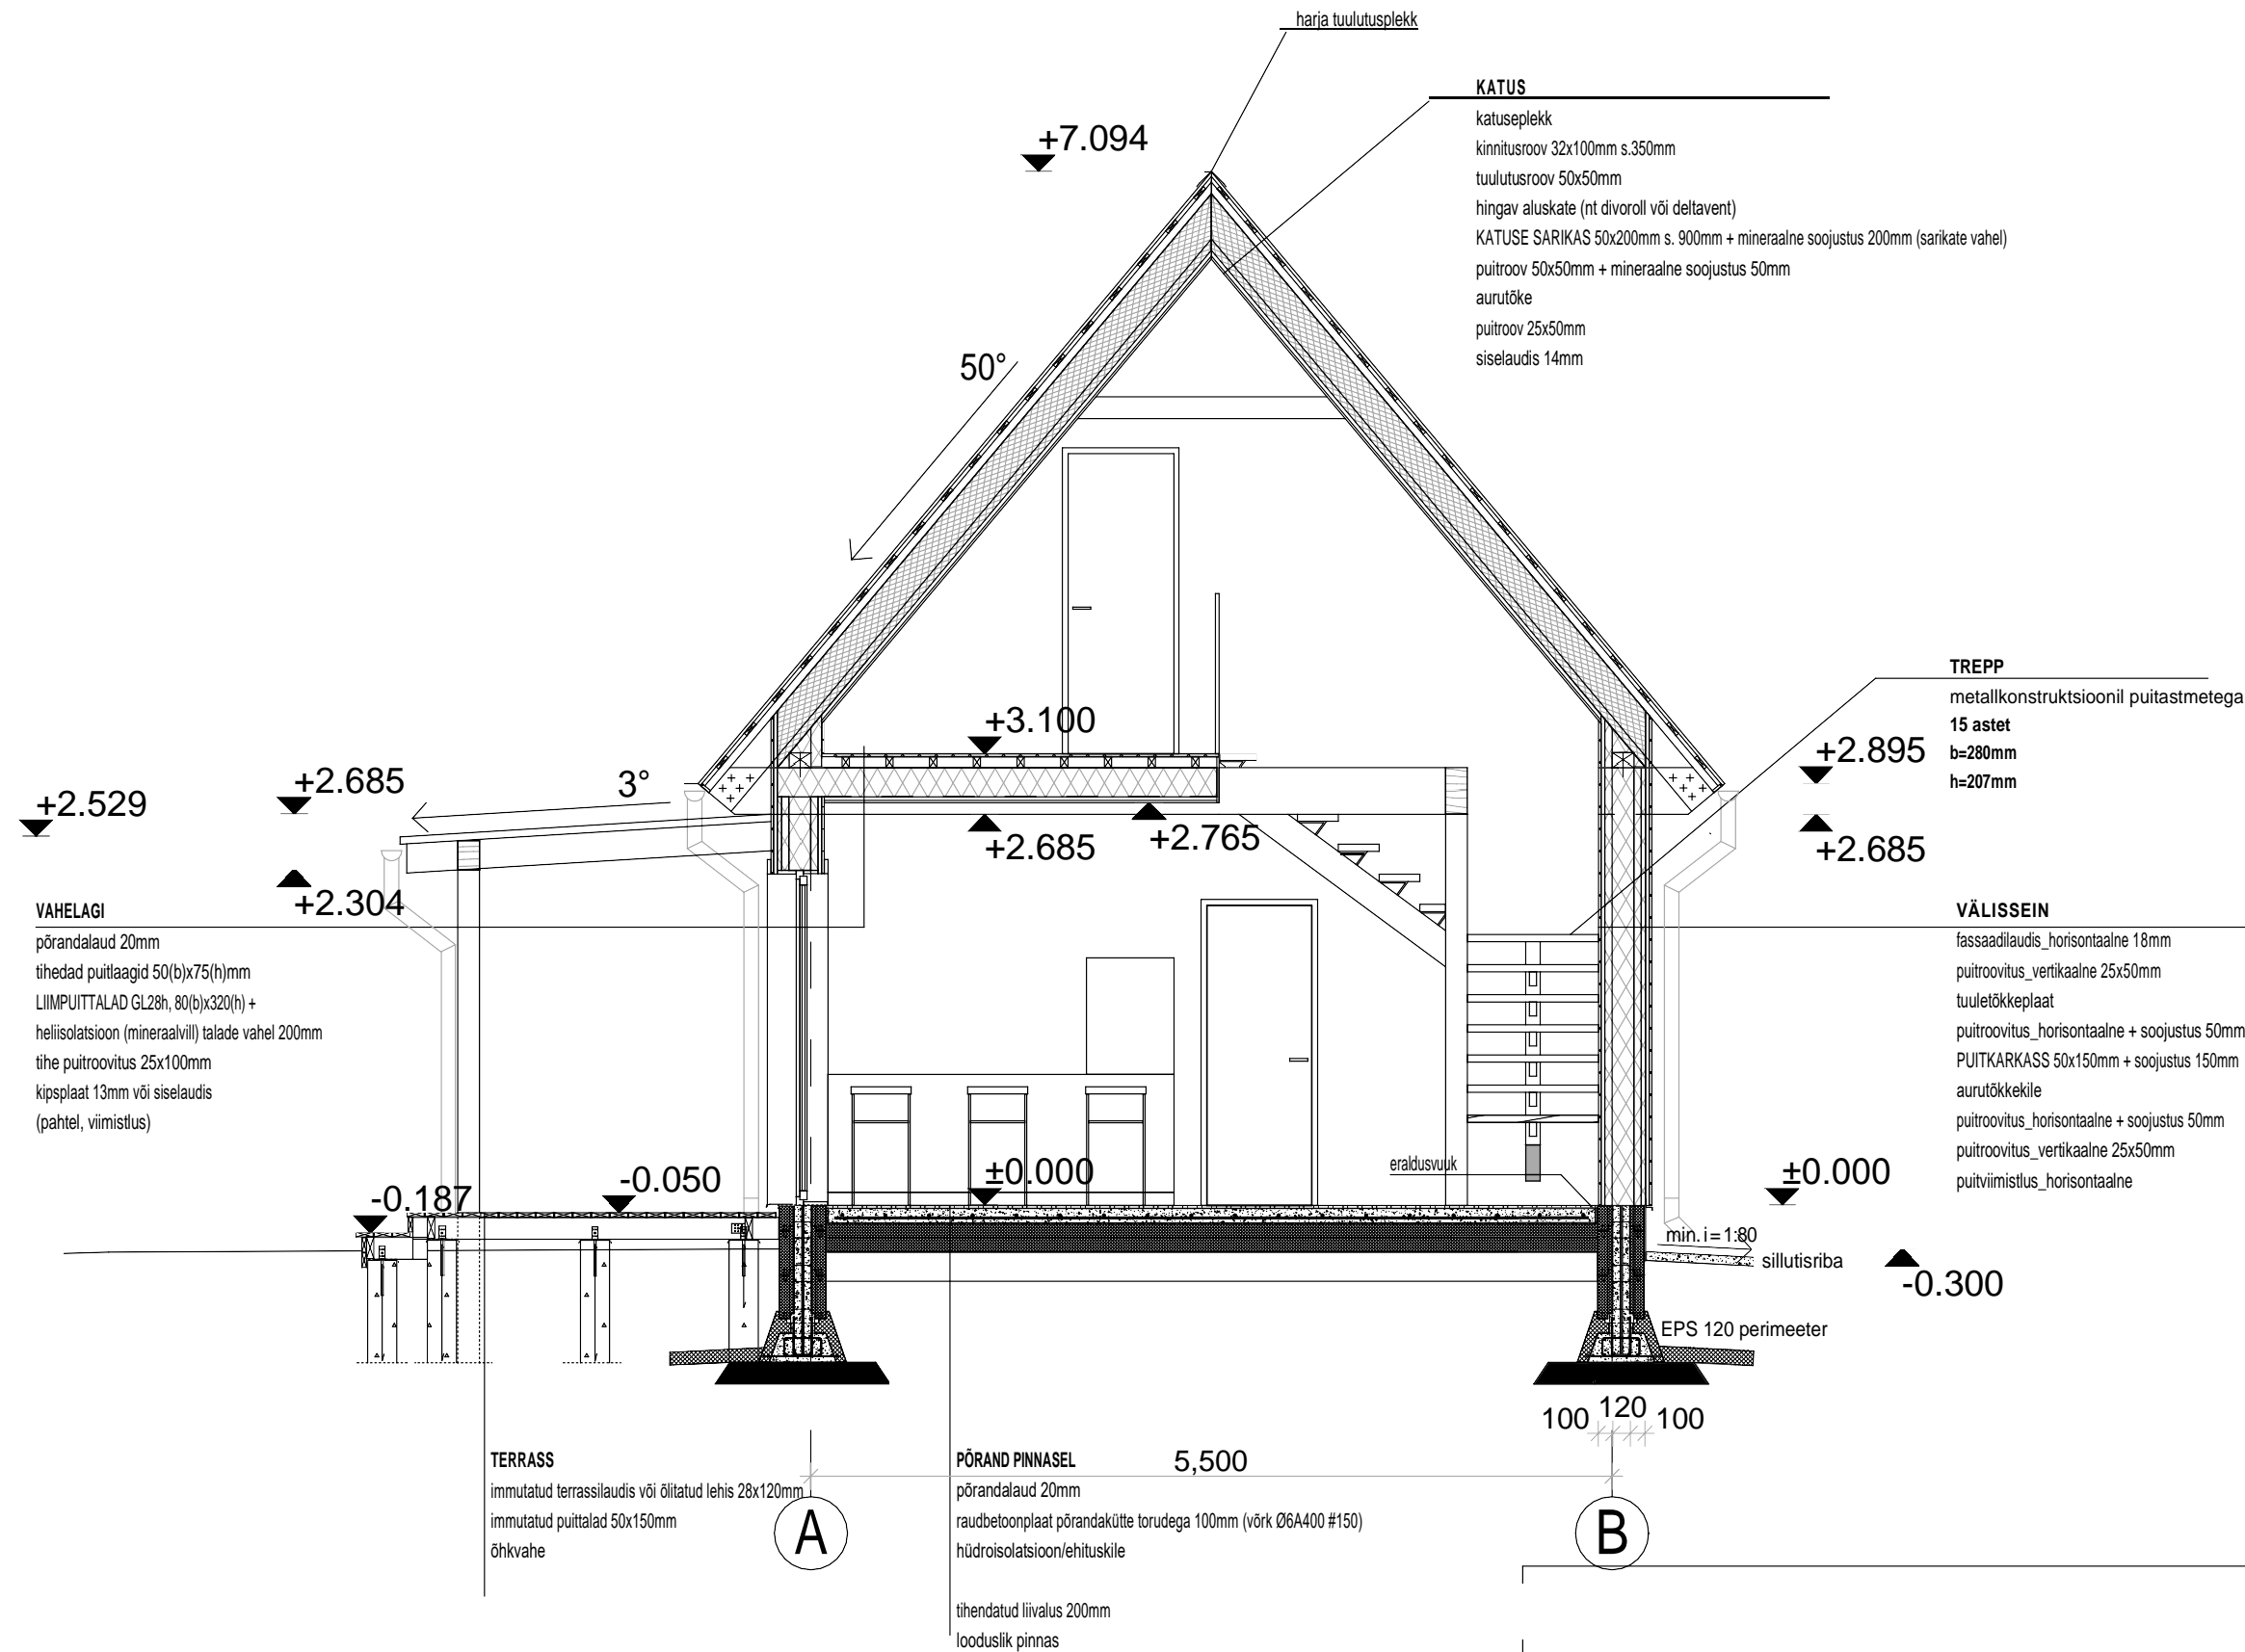 harja tuulutusplekk
KATUS
katuseplekk
kinnitusroov 32x100mm s.350mm
tuulutusroov 50x50mm
hingav aluskate (nt divoroll või deltavent)
KATUSE SARIKAS 50x200mm s. 900mm + mineraalne soojustus 200mm (sarikate vahel)
puitroov 50x50mm + mineraalne soojustus 50mm
aurutõke
puitroov 25x50mm
siselaudis 14mm
+7.094
50°
TREPP
metallkonstruktsioonil puitastmetega
15 astet
b=280mm
h=207mm
+3.100
+2.895
+2.685
3°
+2.529
+2.685
+2.765
+2.685
+2.304
VAHELAGI
põrandalaud 20mm
tihedad puitlaagid 50(b)x75(h)mm
LIIMPUITTALAD GL28h, 80(b)x320(h) +
heliisolatsioon (mineraalvill) talade vahel 200mm
tihe puitroovitus 25x100mm
kipsplaat 13mm või siselaudis
(pahtel, viimistlus)
VÄLISSEIN
fassaadilaudis_horisontaalne 18mm
puitroovitus_vertikaalne 25x50mm
tuuletõkkeplaat
puitroovitus_horisontaalne + soojustus 50mm
PUITKARKASS 50x150mm + soojustus 150mm
aurutõkkekile
puitroovitus_horisontaalne + soojustus 50mm
puitroovitus_vertikaalne 25x50mm
puitviimistlus_horisontaalne
-0.187
-0.050
±0.000
eraldusvuuk
±0.000
min. i=1:80
sillutisriba
-0.300
EPS 120 perimeeter
100 120 100
TERRASS
immutatud terrassilaudis või õlitatud lehis 28x120mm
immutatud puittalad 50x150mm
õhkvahe
PÕRAND PINNASEL
põrandalaud 20mm
raudbetoonplaat põrandakütte torudega 100mm (võrk Ø6A400 #150)
hüdroisolatsioon/ehituskile
tihendatud liivalus 200mm
looduslik pinnas
5,500
A
B